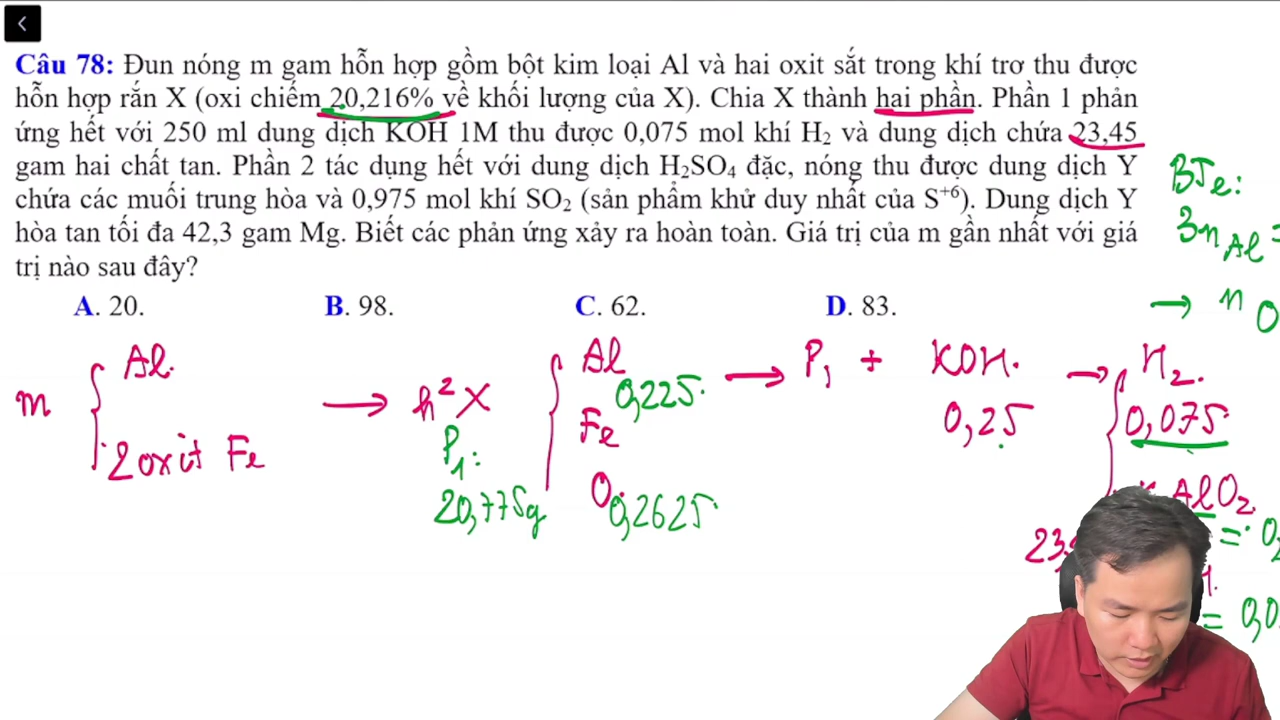 Câu 78: Đun nóng m gam hỗn hợp gồm bột kim loại Al và hai oxit sắt trong khí trơ thu được
hỗn hợp rắn X (oxi chiếm 20,216% về khối lượng của X). Chia X thành hai phần. Phần 1 phản
ứng hết với 250 ml dung dịch KOH 1M thu được 0,075 mol khí H₂ và dung dịch chứa 23,45
gam hai chất tan. Phần 2 tác dụng hết với dung dịch H₂SO₄ đặc, nóng thu được dung dịch Y
chứa các muối trung hòa và 0,975 mol khí SO₂ (sản phẩm khử duy nhất của S⁺⁶). Dung dịch Y
hòa tan tối đa 42,3 gam Mg. Biết các phản ứng xảy ra hoàn toàn. Giá trị của m gần nhất với giá
trị nào sau đây?
A. 20. B. 98. C. 62. D. 83.
BTe:
3n Al =
→ n O
m { Al
2 oxit Fe
→ h² X
P₁:
20,775g
{ Al
0,225
Fe
O
0,2625
→ P₁ + KOH
0,25
→ { H₂
0,075
AlO₂